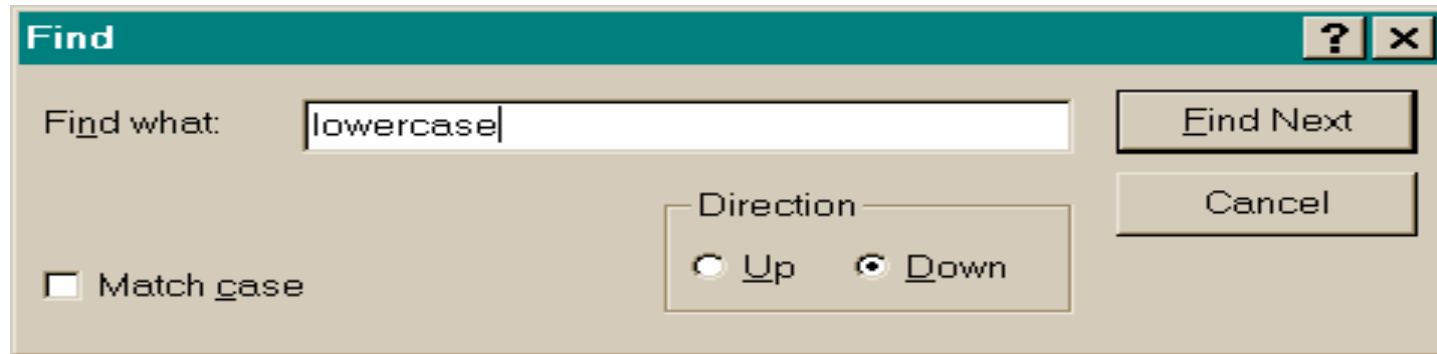 Find
? ×
Find what: lowercase
Find Next
Direction
Cancel
Up Down
Match case